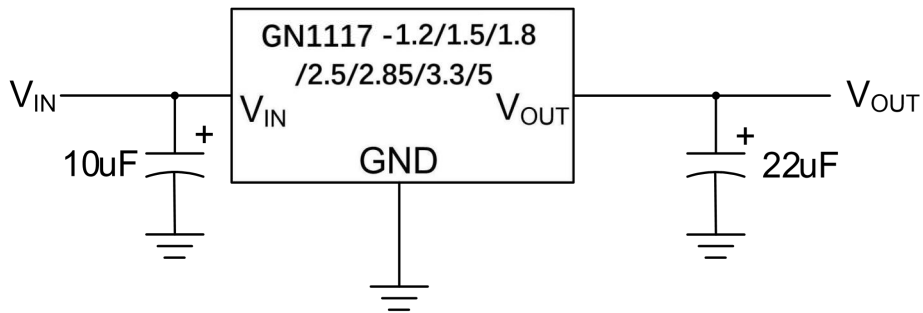 GN1117 -1.2/1.5/1.8
/2.5/2.85/3.3/5
VIN
VIN
VOUT
VOUT
+
10uF
GND
+
22uF